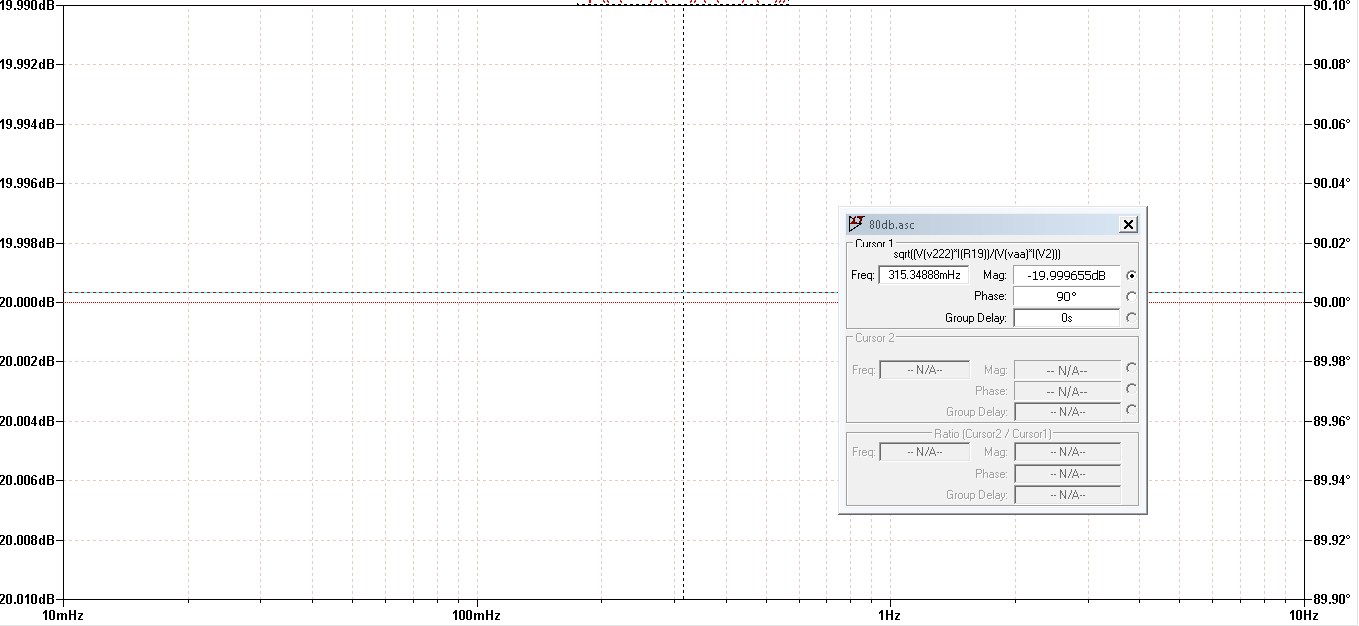 19.990dB 90.10°
19.992dB 90.08°
19.994dB 90.06°
19.996dB 90.04°
19.998dB 90.02°
20.000dB 90.00°
20.002dB 89.98°
20.004dB 89.96°
20.006dB 89.94°
20.008dB 89.92°
20.010dB 89.90°
10mHz 100mHz 1Hz 10Hz
80db.asc
Cursor 1
sqrt((V(v222)*I(R19))/(V(vaa)*I(V2)))
Freq: 315.34888mHz Mag: -19.999655dB
Phase: 90°
Group Delay: 0s
Cursor 2
Freq: -- N/A-- Mag: -- N/A--
Phase: -- N/A--
Group Delay: -- N/A--
Ratio (Cursor2 / Cursor1)
Freq: -- N/A-- Mag: -- N/A--
Phase: -- N/A--
Group Delay: -- N/A--